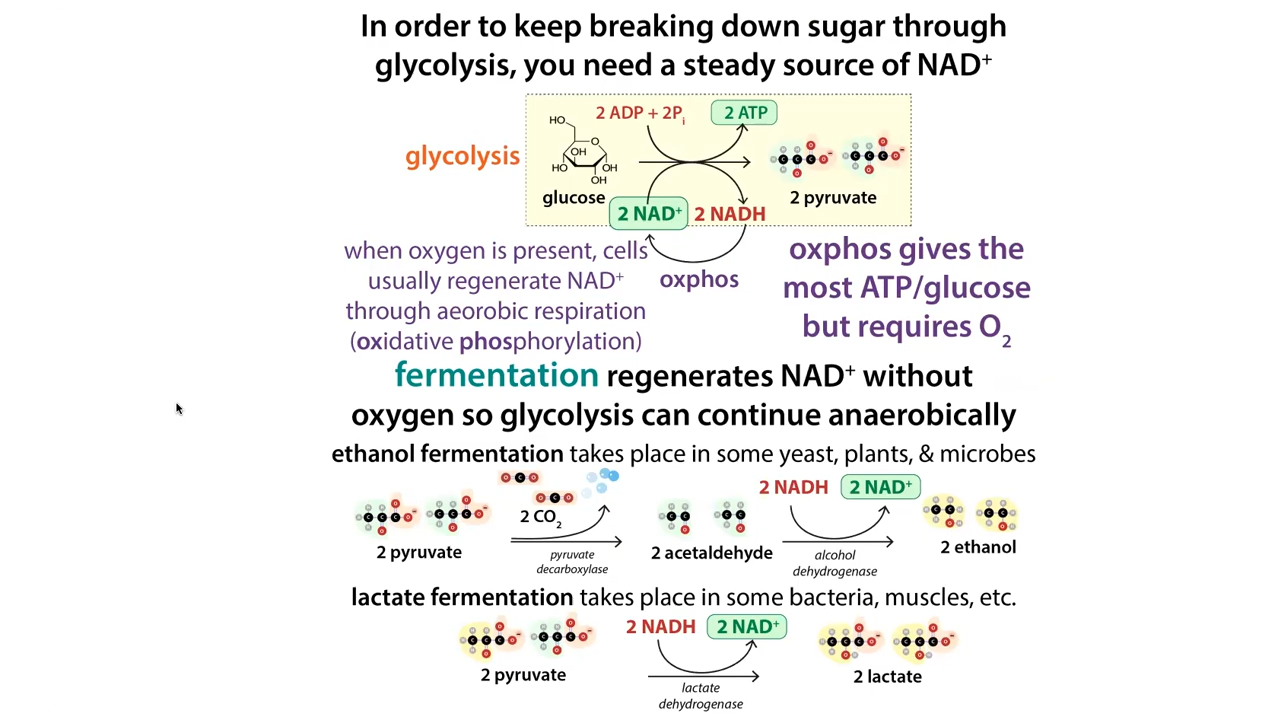 In order to keep breaking down sugar through
glycolysis, you need a steady source of NAD⁺
2 ADP + 2Pᵢ
2 ATP
HO
O
OH
HO
OH
OH
glycolysis
glucose
2 pyruvate
2 NAD⁺
2 NADH
when oxygen is present, cells
usually regenerate NAD⁺
through aeorobic respiration
(oxidative phosphorylation)
oxphos
oxphos gives the
most ATP/glucose
but requires O₂
fermentation regenerates NAD⁺ without
oxygen so glycolysis can continue anaerobically
ethanol fermentation takes place in some yeast, plants, & microbes
2 CO₂
2 NADH
2 NAD⁺
2 pyruvate
pyruvate
decarboxylase
2 acetaldehyde
alcohol
dehydrogenase
2 ethanol
lactate fermentation takes place in some bacteria, muscles, etc.
2 NADH
2 NAD⁺
2 pyruvate
lactate
dehydrogenase
2 lactate